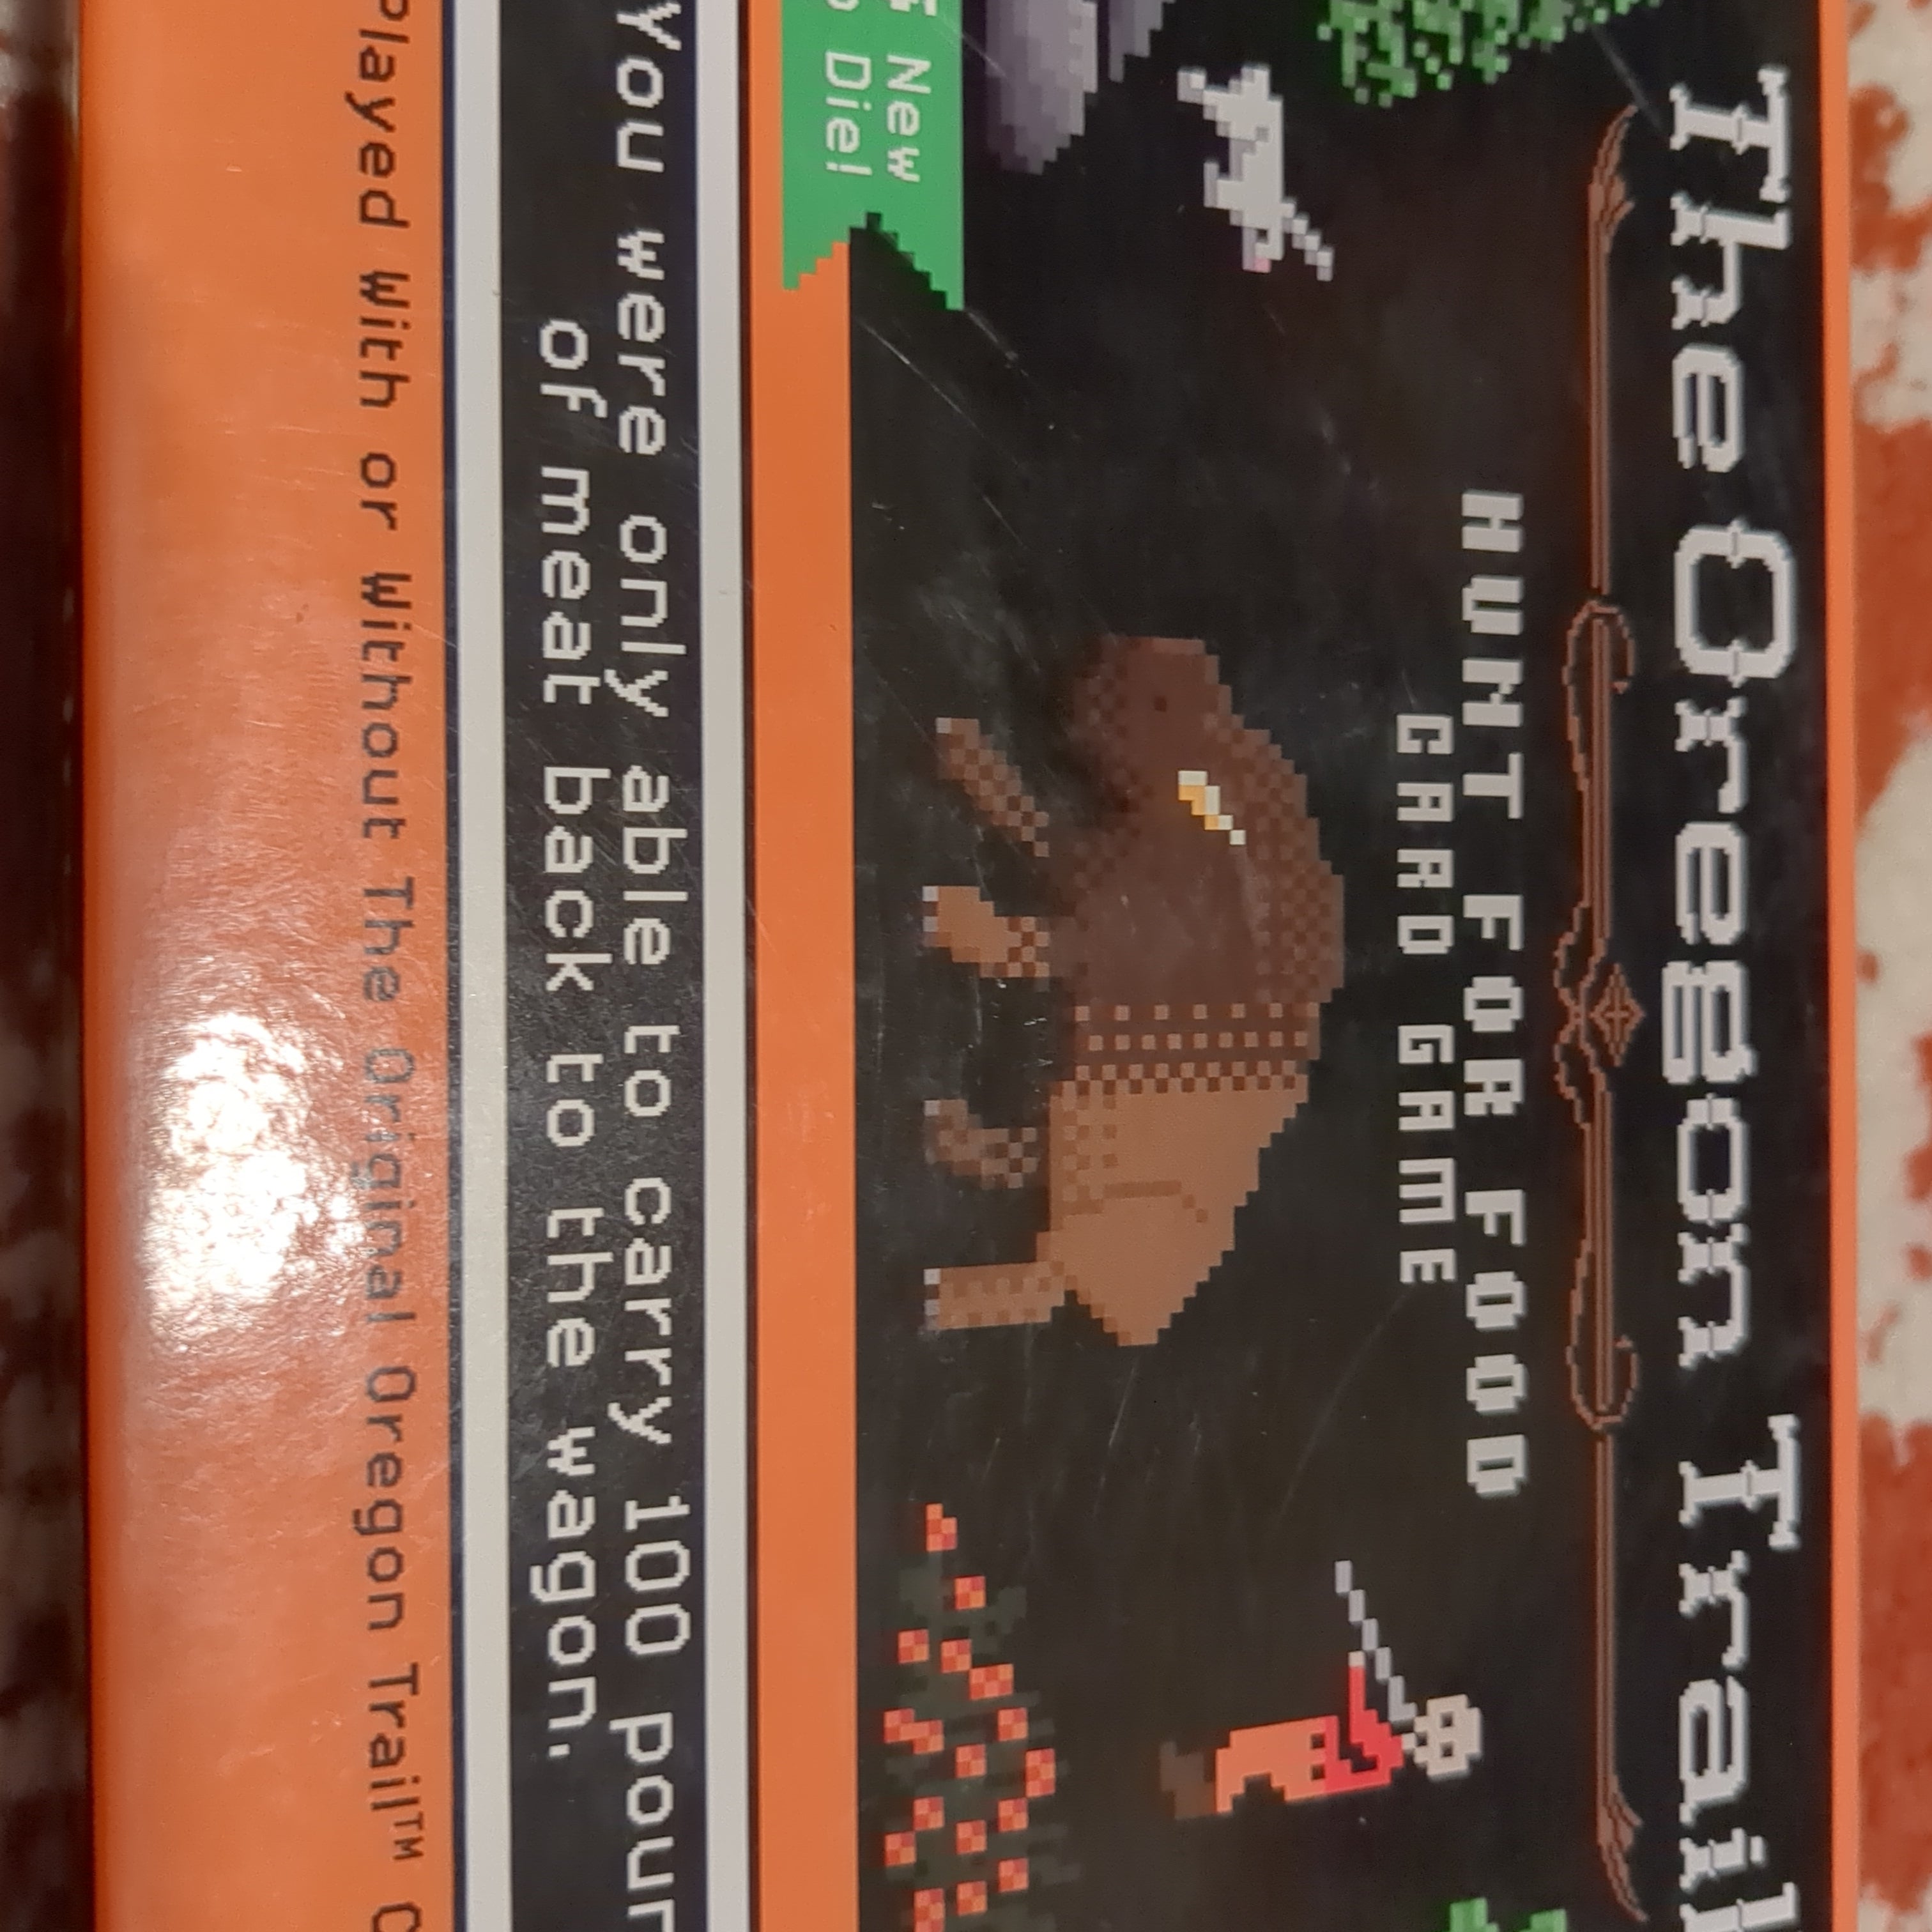 The Oregon Trail
HUNT FOR FOOD
CARD GAME
New
Die!
You were only able to carry 100
of meat back to the wagon.
Played With or Without The Original Oregon Trail™